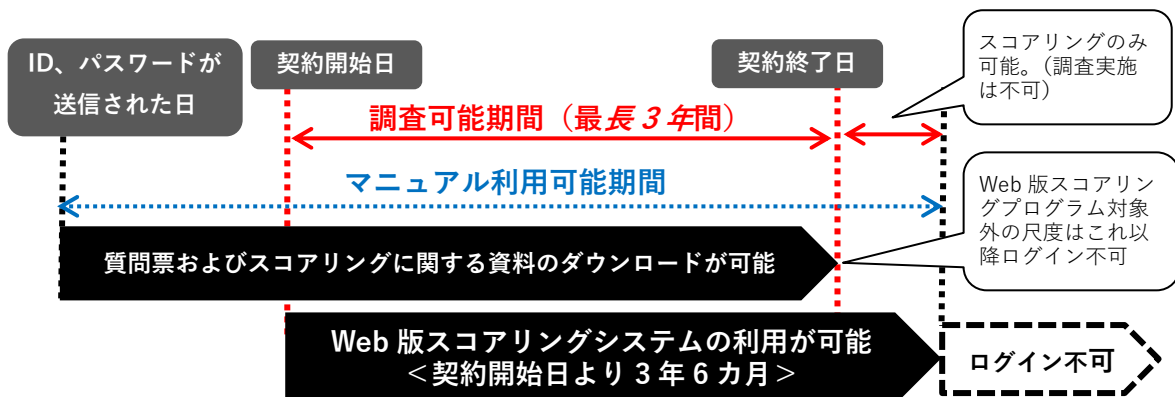 ID、パスワードが
送信された日
契約開始日
契約終了日
スコアリングのみ
可能。（調査実施
は不可）
調査可能期間（最長３年間）
マニュアル利用可能期間
Web 版スコアリン
グプログラム対象
外の尺度はこれ以
降ログイン不可
質問票およびスコアリングに関する資料のダウンロードが可能
Web 版スコアリングシステムの利用が可能
＜契約開始日より 3 年 6 カ月＞
ログイン不可